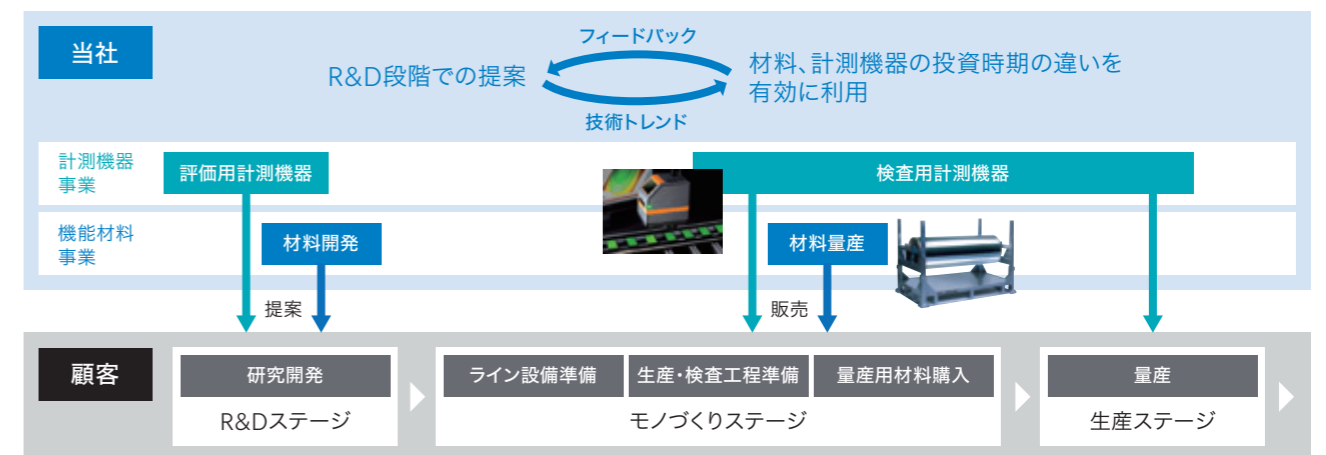 当社
フィードバック
R&D段階での提案
材料、計測機器の投資時期の違いを
有効に利用
技術トレンド
計測機器
事業
評価用計測機器
検査用計測機器
機能材料
事業
材料開発
材料量産
提案
販売
顧客
研究開発
ライン設備準備
生産・検査工程準備
量産用材料購入
量産
R&Dステージ
モノづくりステージ
生産ステージ